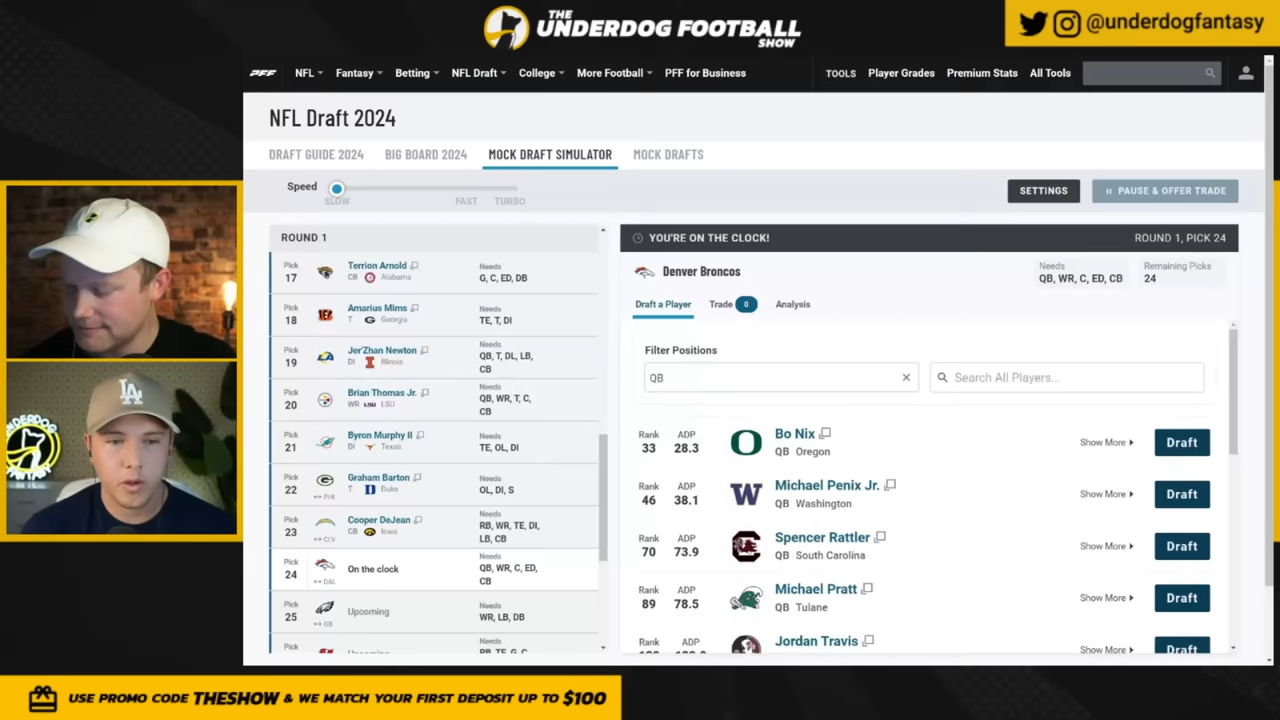 THE
UNDERDOG FOOTBALL
SHOW
@underdogfantasy
PFF
NFL
Fantasy
Betting
NFL Draft
College
More Football
PFF for Business
TOOLS
Player Grades
Premium Stats
All Tools
NFL Draft 2024
DRAFT GUIDE 2024
BIG BOARD 2024
MOCK DRAFT SIMULATOR
MOCK DRAFTS
Speed
SLOW
FAST
TURBO
SETTINGS
PAUSE & OFFER TRADE
ROUND 1
Pick
17
Terrion Arnold
CB Alabama
Needs
G, C, ED, DB
Pick
18
Amarius Mims
T Georgia
Needs
TE, T, DI
Pick
19
Jer'Zhan Newton
DI Illinois
Needs
QB, T, DL, LB,
CB
Pick
20
Brian Thomas Jr.
WR LSU LSU
Needs
QB, WR, T, C,
CB
Pick
21
Byron Murphy II
DI Texas
Needs
TE, OL, DI
Pick
22
PHI
Graham Barton
T Duke
Needs
OL, DI, S
Pick
23
CLV
Cooper DeJean
CB Iowa
Needs
RB, WR, TE, DI,
LB, CB
Pick
24
DAL
On the clock
Needs
QB, WR, C, ED,
CB
Pick
25
GB
Upcoming
Needs
WR, LB, DB
Pick
Needs
YOU'RE ON THE CLOCK!
ROUND 1, PICK 24
Denver Broncos
Needs
QB, WR, C, ED, CB
Remaining Picks
24
Draft a Player
Trade 0
Analysis
Filter Positions
QB
Search All Players...
Rank
33
ADP
28.3
Bo Nix
QB Oregon
Show More
Draft
Rank
46
ADP
38.1
Michael Penix Jr.
QB Washington
Show More
Draft
Rank
70
ADP
73.9
Spencer Rattler
QB South Carolina
Show More
Draft
Rank
89
ADP
78.5
Michael Pratt
QB Tulane
Show More
Draft
Rank
ADP
Jordan Travis
Show More
Draft
LA
UNDERDOG
FANTASY
USE PROMO CODE THESHOW & WE MATCH YOUR FIRST DEPOSIT UP TO $100